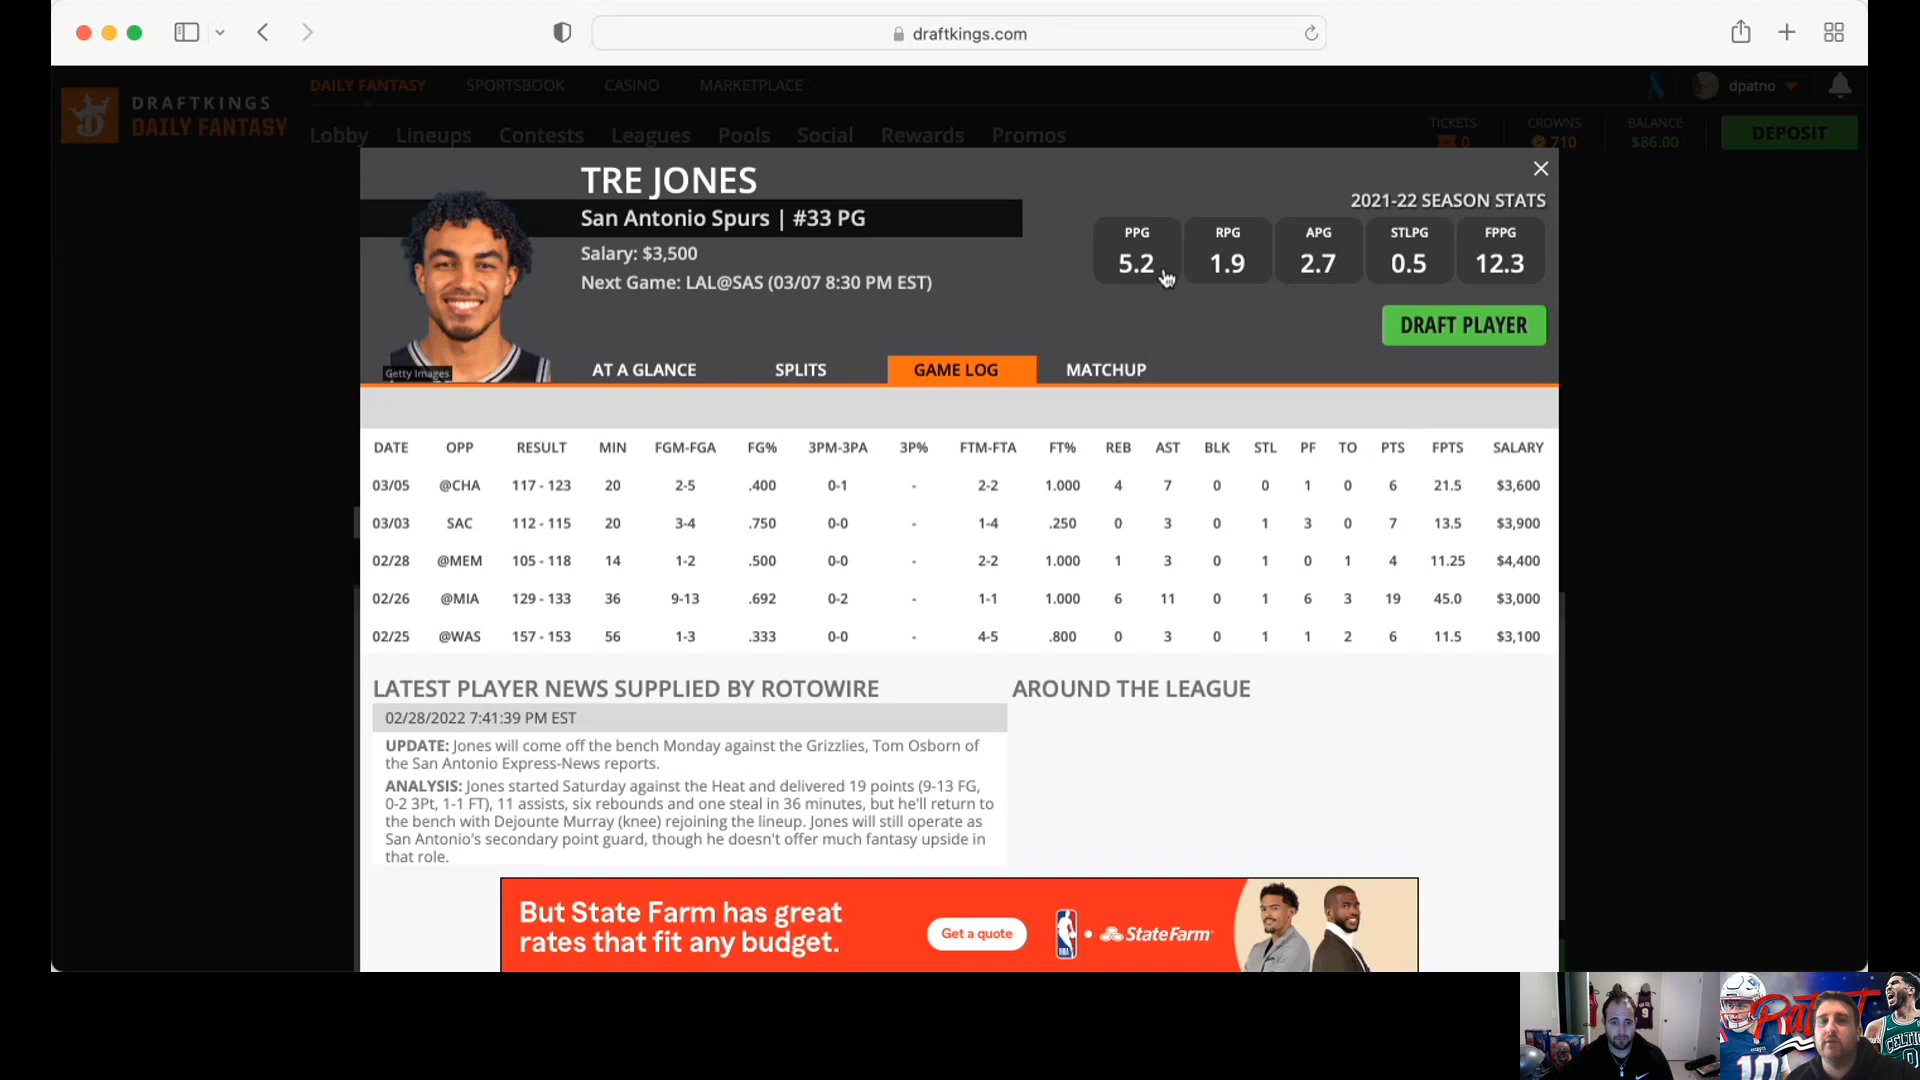 draftkings.com
DRAFTKINGS
DAILY FANTASY
DAILY FANTASY SPORTSBOOK CASINO MARKETPLACE
dpatno
Lobby Lineups Contests Leagues Pools Social Rewards Promos
TICKETS CROWNS BALANCE
0 710 $86.00
DEPOSIT
TRE JONES
San Antonio Spurs | #33 PG
Salary: $3,500
Next Game: LAL@SAS (03/07 8:30 PM EST)
2021-22 SEASON STATS
PPG RPG APG STLPG FPPG
5.2 1.9 2.7 0.5 12.3
DRAFT PLAYER
Getty Images
AT A GLANCE SPLITS GAME LOG MATCHUP
DATE OPP RESULT MIN FGM-FGA FG% 3PM-3PA 3P% FTM-FTA FT% REB AST BLK STL PF TO PTS FPTS SALARY
03/05 @CHA 117 - 123 20 2-5 .400 0-1 - 2-2 1.000 4 7 0 0 1 0 6 21.5 $3,600
03/03 SAC 112 - 115 20 3-4 .750 0-0 - 1-4 .250 0 3 0 1 3 0 7 13.5 $3,900
02/28 @MEM 105 - 118 14 1-2 .500 0-0 - 2-2 1.000 1 3 0 1 0 1 4 11.25 $4,400
02/26 @MIA 129 - 133 36 9-13 .692 0-2 - 1-1 1.000 6 11 0 1 6 3 19 45.0 $3,000
02/25 @WAS 157 - 153 56 1-3 .333 0-0 - 4-5 .800 0 3 0 1 1 2 6 11.5 $3,100
LATEST PLAYER NEWS SUPPLIED BY ROTOWIRE
AROUND THE LEAGUE
02/28/2022 7:41:39 PM EST
UPDATE: Jones will come off the bench Monday against the Grizzlies, Tom Osborn of
the San Antonio Express-News reports.
ANALYSIS: Jones started Saturday against the Heat and delivered 19 points (9-13 FG,
0-2 3Pt, 1-1 FT), 11 assists, six rebounds and one steal in 36 minutes, but he'll return to
the bench with Dejounte Murray (knee) rejoining the lineup. Jones will still operate as
San Antonio's secondary point guard, though he doesn't offer much fantasy upside in
that role.
But State Farm has great
rates that fit any budget.
Get a quote
NBA
StateFarm